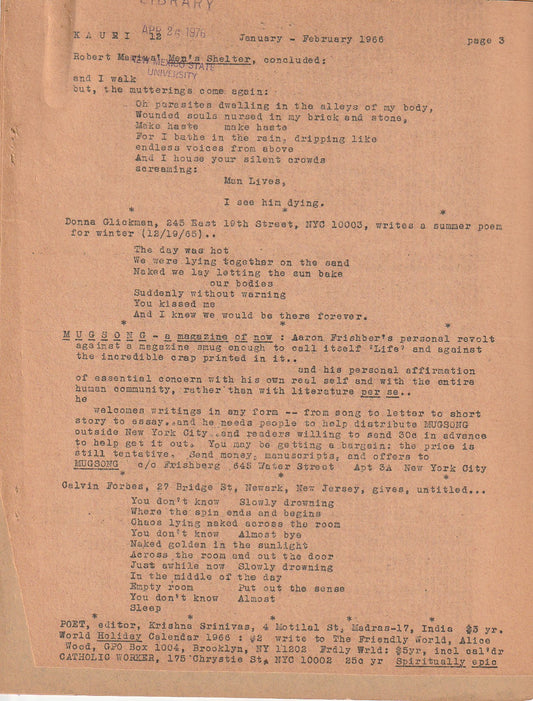 LIBRARY
APR 26 1976
NEW MEXICO STATE
UNIVERSITY
KAURI 12 January - February 1966 page 3
Robert Men's Shelter, concluded:
and I walk
but, the mutterings come again:
Oh parasites dwelling in the alleys of my body,
Wounded souls nursed in my brick and stone,
Make haste make haste
For I bathe in the rain, dripping like
endless voices from above
And I house your silent crowds
screaming:
Man Lives,
I see him dying.
* * *
Donna Glickman, 245 East 19th Street, NYC 10003, writes a summer poem
for winter (12/19/65)..
The day was hot
We were lying together on the sand
Naked we lay letting the sun bake
our bodies
Suddenly without warning
You kissed me
And I knew we would be there forever.
* * *
MUGSONG - a magazine of now : Aaron Frishber's personal revolt
against a magazine smug enough to call itself 'Life' and against
the incredible crap printed in it..
and his personal affirmation
of essential concern with his own real self and with the entire
human community, rather than with literature per se..
he
welcomes writings in any form -- from song to letter to short
story to essay..and he needs people to help distribute MUGSONG
outside New York City..and readers willing to send 30¢ in advance
to help get it out. You may be getting a bargain: the price is
still tentative. Send money, manuscripts, and offers to
MUGSONG c/o Frishberg 645 Water Street Apt 3A New York City
* * *
Calvin Forbes, 27 Bridge St, Newark, New Jersey, gives, untitled...
You don't know Slowly drowning
Where the spin ends and begins
Chaos lying naked across the room
You don't know Almost bye
Naked golden in the sunlight
Across the room and out the door
Just awhile now Slowly drowning
In the middle of the day
Empty room Put out the sense
You don't know Almost
Sleep
* * * * * *
POET, editor, Krishna Srinivas, 4 Motilal St, Madras-17, India $3 yr.
World Holiday Calendar 1966 : $2 write to The Friendly World, Alice
Wood, GPO Box 1004, Brooklyn, NY 11202 Frdly Wrld: $5yr, incl cal'dr
CATHOLIC WORKER, 175 Chrystie St, NYC 10002 25¢ yr Spiritually epic